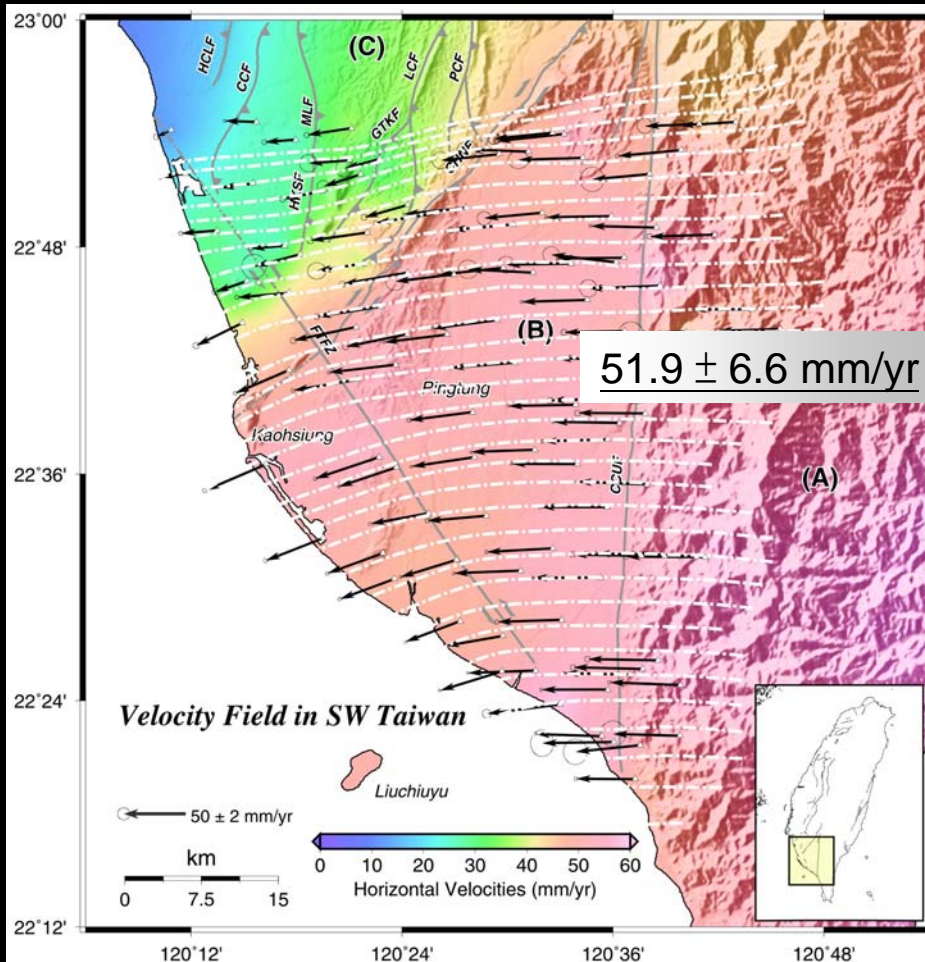 23°00'
(C)
HCLF
CCF
MLF
LCF
PCF
GTKF
CHUF
HKSF
22°48'
(B)
FTFZ
51.9 ± 6.6 mm/yr
Pingtung
Kaohsiung
22°36'
(A)
22°24'
Velocity Field in SW Taiwan
Liuchiuyu
50 ± 2 mm/yr
km
0 7.5 15
0 10 20 30 40 50 60
Horizontal Velocities (mm/yr)
22°12'
120°12' 120°24' 120°36' 120°48'